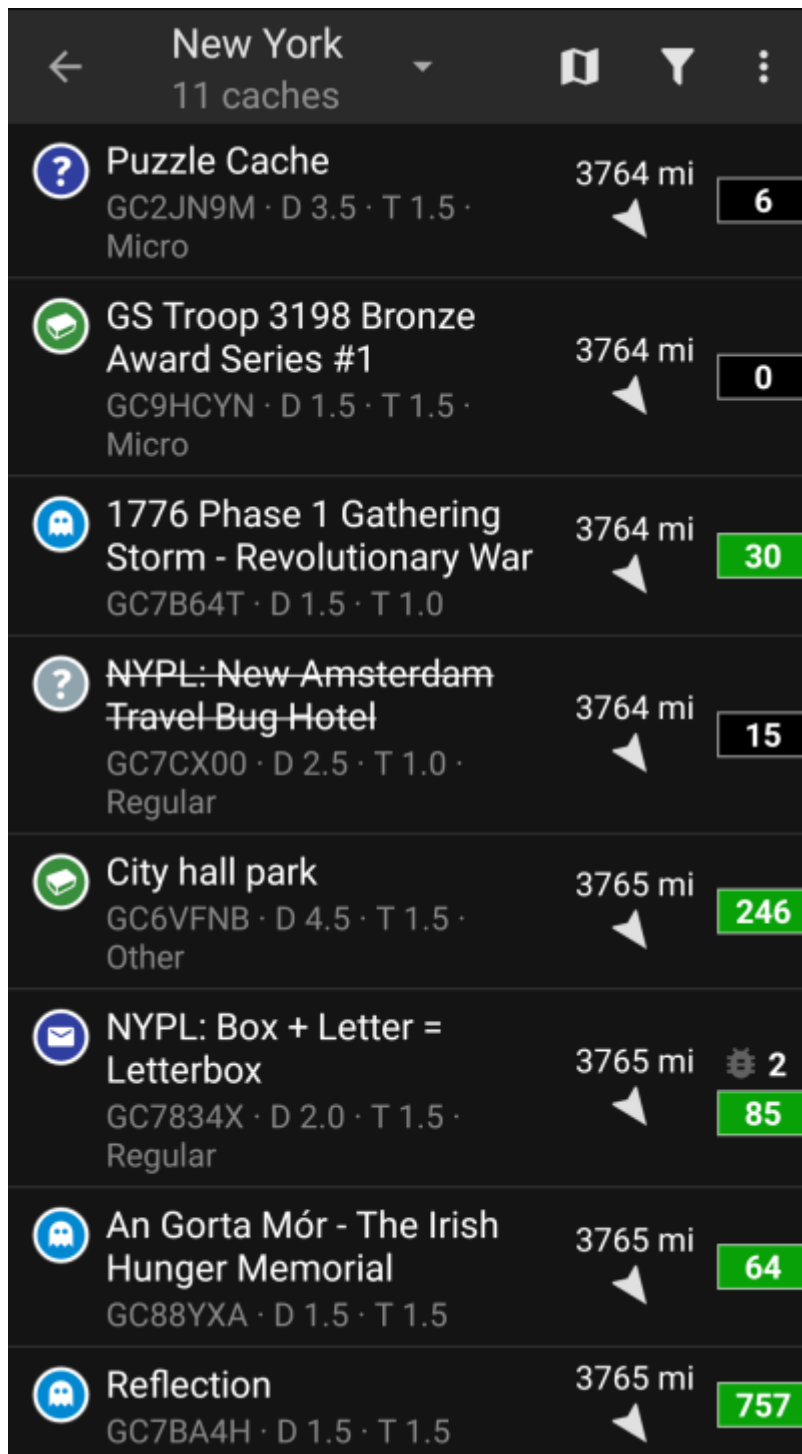 New York
11 caches
Puzzle Cache
GC2JN9M · D 3.5 · T 1.5 ·
Micro
3764 mi
6
GS Troop 3198 Bronze
Award Series #1
GC9HCYN · D 1.5 · T 1.5 ·
Micro
3764 mi
0
1776 Phase 1 Gathering
Storm - Revolutionary War
GC7B64T · D 1.5 · T 1.0
3764 mi
30
NYPL: New Amsterdam
Travel Bug Hotel
GC7CX00 · D 2.5 · T 1.0 ·
Regular
3764 mi
15
City hall park
GC6VFNB · D 4.5 · T 1.5 ·
Other
3765 mi
246
NYPL: Box + Letter =
Letterbox
GC7834X · D 2.0 · T 1.5 ·
Regular
3765 mi
2
85
An Gorta Mór - The Irish
Hunger Memorial
GC88YXA · D 1.5 · T 1.5
3765 mi
64
Reflection
GC7BA4H · D 1.5 · T 1.5
3765 mi
757